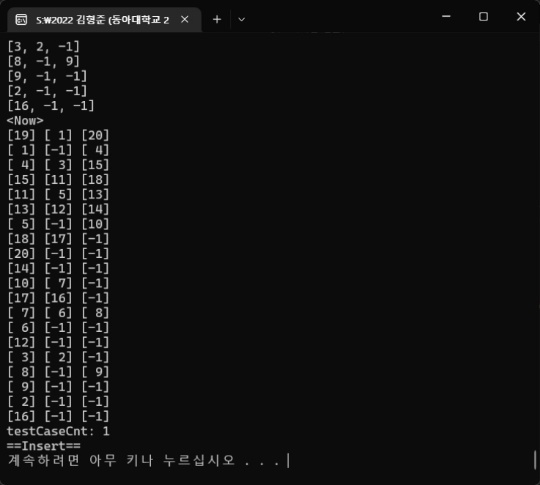 S:₩2022 김형준 (동아대학교 2
[3, 2, -1]
[8, -1, 9]
[9, -1, -1]
[2, -1, -1]
[16, -1, -1]
<Now>
[19] [ 1] [20]
[ 1] [-1] [ 4]
[ 4] [ 3] [15]
[15] [11] [18]
[11] [ 5] [13]
[13] [12] [14]
[ 5] [-1] [10]
[18] [17] [-1]
[20] [-1] [-1]
[14] [-1] [-1]
[10] [ 7] [-1]
[17] [16] [-1]
[ 7] [ 6] [ 8]
[ 6] [-1] [-1]
[12] [-1] [-1]
[ 3] [ 2] [-1]
[ 8] [-1] [ 9]
[ 9] [-1] [-1]
[ 2] [-1] [-1]
[16] [-1] [-1]
testCaseCnt: 1
==Insert==
계속하려면 아무 키나 누르십시오 . . .